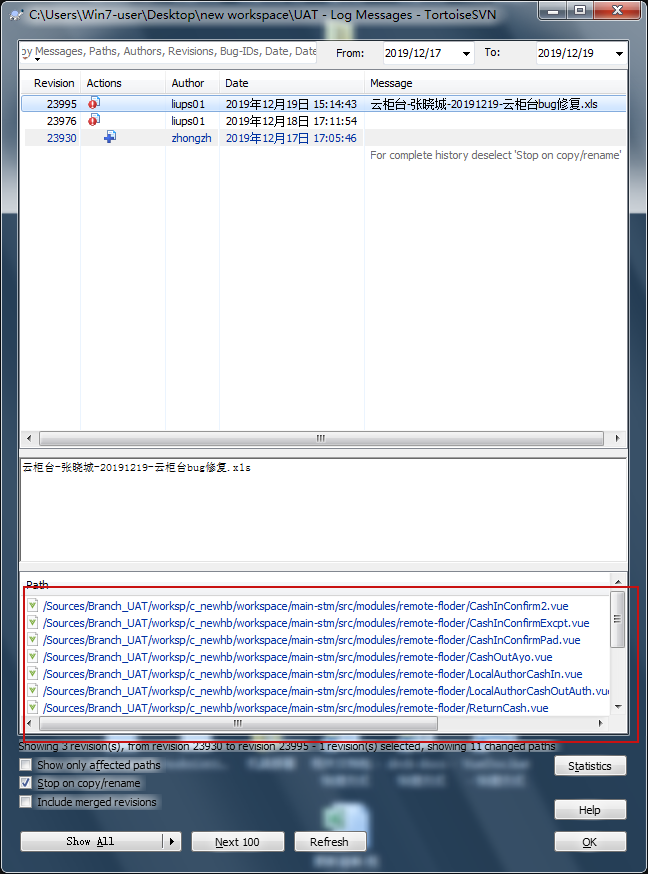 C:\Users\Win7-user\Desktop\new workspace\UAT - Log Messages - TortoiseSVN
by Messages, Paths, Authors, Revisions, Bug-IDs, Date, Date
From: 2019/12/17 To: 2019/12/19
Revision Actions Author Date Message
23995 liups01 2019年12月19日 15:14:43 云柜台-张晓城-20191219-云柜台bug修复.xls
23976 liups01 2019年12月18日 17:11:54
23930 zhongzh 2019年12月17日 17:05:46
For complete history deselect 'Stop on copy/rename'
云柜台-张晓城-20191219-云柜台bug修复.xls
Path
/Sources/Branch_UAT/worksp/c_newhb/workspace/main-stm/src/modules/remote-floder/CashInConfirm2.vue
/Sources/Branch_UAT/worksp/c_newhb/workspace/main-stm/src/modules/remote-floder/CashInConfirmExcpt.vue
/Sources/Branch_UAT/worksp/c_newhb/workspace/main-stm/src/modules/remote-floder/CashInConfirmPad.vue
/Sources/Branch_UAT/worksp/c_newhb/workspace/main-stm/src/modules/remote-floder/CashOutAyo.vue
/Sources/Branch_UAT/worksp/c_newhb/workspace/main-stm/src/modules/remote-floder/LocalAuthorCashIn.vue
/Sources/Branch_UAT/worksp/c_newhb/workspace/main-stm/src/modules/remote-floder/LocalAuthorCashOutAuth.vue
/Sources/Branch_UAT/worksp/c_newhb/workspace/main-stm/src/modules/remote-floder/ReturnCash.vue
Showing 3 revision(s), from revision 23930 to revision 23995 - 1 revision(s) selected, showing 11 changed paths
Show only affected paths
Stop on copy/rename
Include merged revisions
Statistics
Help
Show All Next 100 Refresh OK